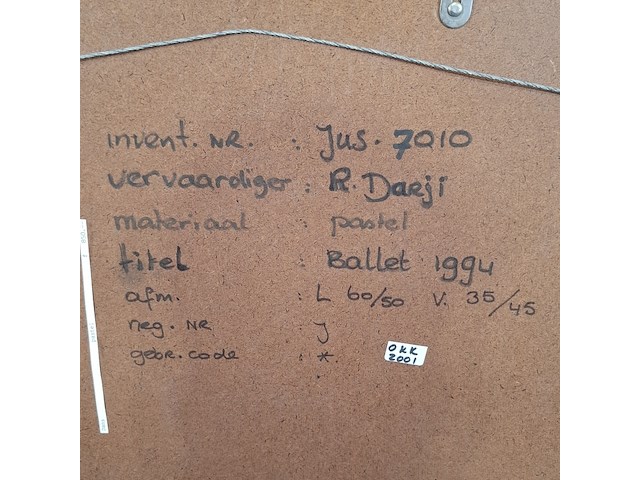 invent. NR. : Jus. 7010
vervaardiger : R. Darji
materiaal : pastel
titel : Ballet 1994
afm. : L 60/50 V. 35/45
neg. NR : J
gebr. code : *.
OKK
2001